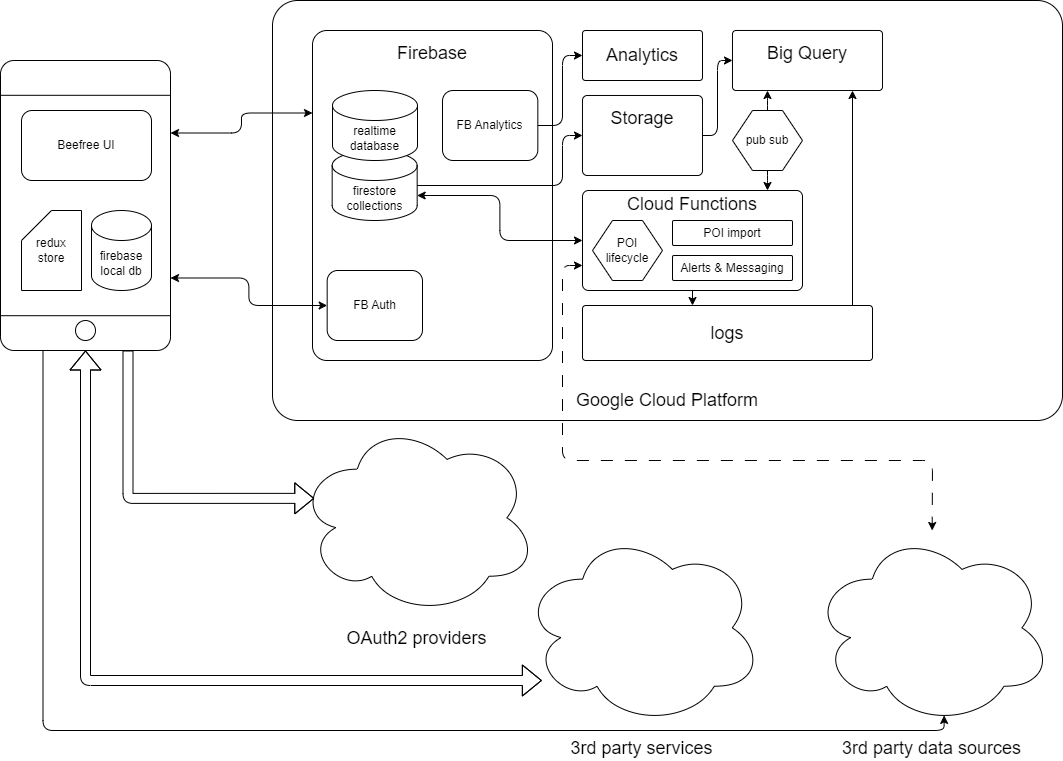 Firebase
Analytics
Big Query
Beefree UI
realtime
database
FB Analytics
Storage
pub sub
firestore
collections
Cloud Functions
POI
lifecycle
POI import
Alerts & Messaging
redux
store
firebase
local db
FB Auth
logs
Google Cloud Platform
OAuth2 providers
3rd party services
3rd party data sources